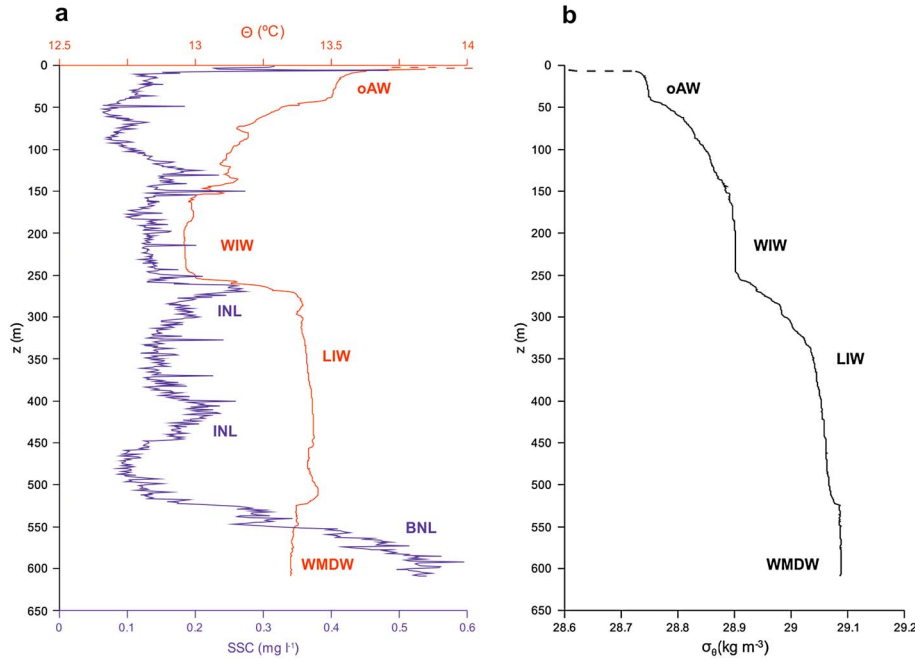 a
Θ (ºC)
12.5 13 13.5 14
0
50
100
150
200
250
300
350
400
450
500
550
600
650
z (m)
oAW
WIW
INL
LIW
INL
BNL
WMDW
0 0.1 0.2 0.3 0.4 0.5 0.6
SSC (mg l-1)
b
0
50
100
150
200
250
300
350
400
450
500
550
600
650
z (m)
oAW
WIW
LIW
WMDW
28.6 28.7 28.8 28.9 29 29.1 29.2
σθ(kg m-3)